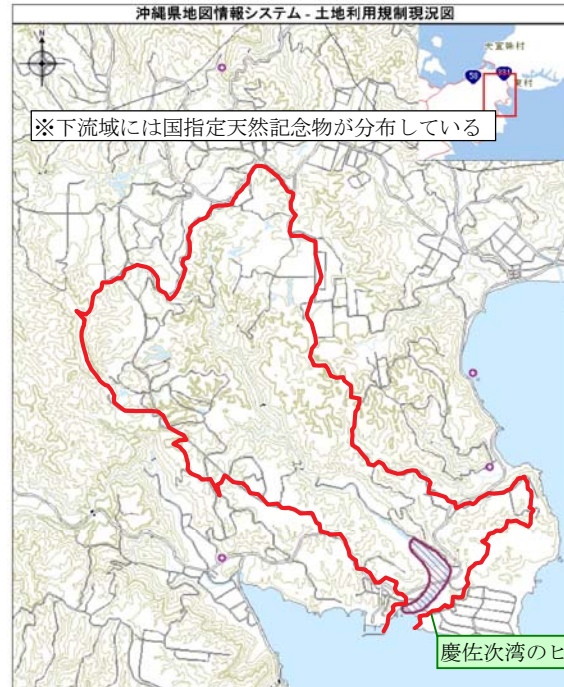 沖縄県地図情報システム - 土地利用規制現況図
N
大宜味村
58
331
東村
※下流域には国指定天然記念物が分布している
慶佐次湾のヒ